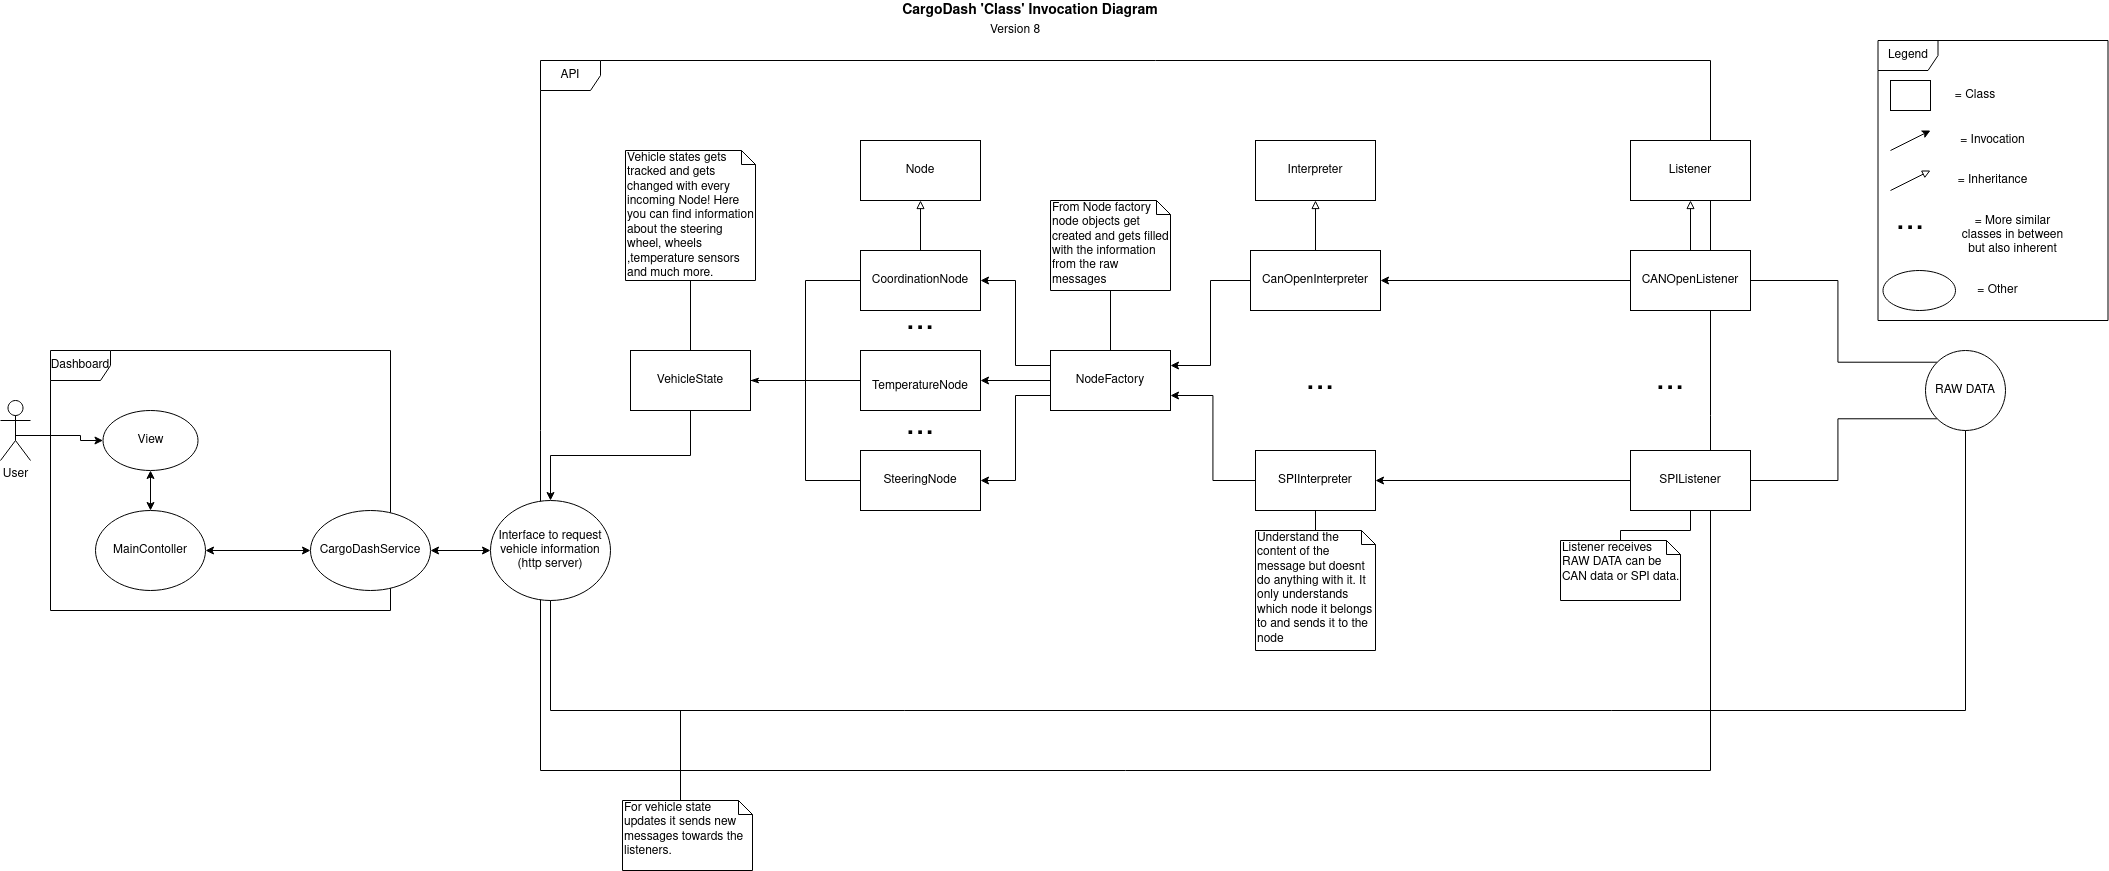 CargoDash 'Class' Invocation Diagram
Version 8
Legend
= Class
= Invocation
= Inheritance
...
= More similar
classes in between
but also inherent
= Other
API
Vehicle states gets
tracked and gets
changed with every
incoming Node! Here
you can find information
about the steering
wheel, wheels
,temperature sensors
and much more.
Node
Interpreter
Listener
From Node factory
node objects get
created and gets filled
with the information
from the raw
messages
CoordinationNode
CanOpenInterpreter
CANOpenListener
...
Dashboard
VehicleState
TemperatureNode
NodeFactory
...
...
RAW DATA
User
View
...
SteeringNode
SPIInterpreter
SPIListener
MainContoller
CargoDashService
Interface to request
vehicle information
(http server)
Understand the
content of the
message but doesnt
do anything with it. It
only understands
which node it belongs
to and sends it to the
node
Listener receives
RAW DATA can be
CAN data or SPI data.
For vehicle state
updates it sends new
messages towards the
listeners.